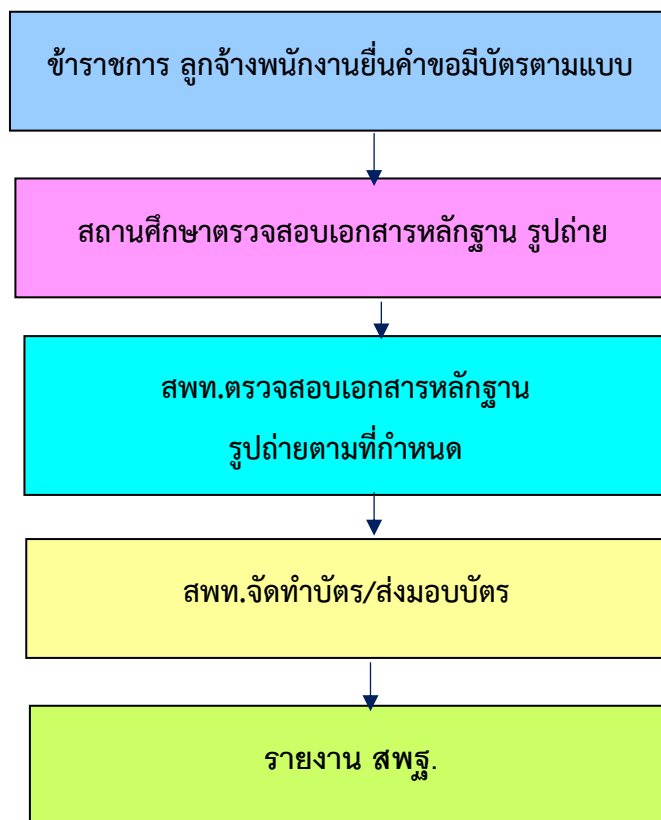 ข้าราชการ ลูกจ้างพนักงานยื่นคำขอมีบัตรตามแบบ
สถานศึกษาตรวจสอบเอกสารหลักฐาน รูปถ่าย
สพท.ตรวจสอบเอกสารหลักฐาน
รูปถ่ายตามที่กำหนด
สพท.จัดทำบัตร/ส่งมอบบัตร
รายงาน สพฐ.